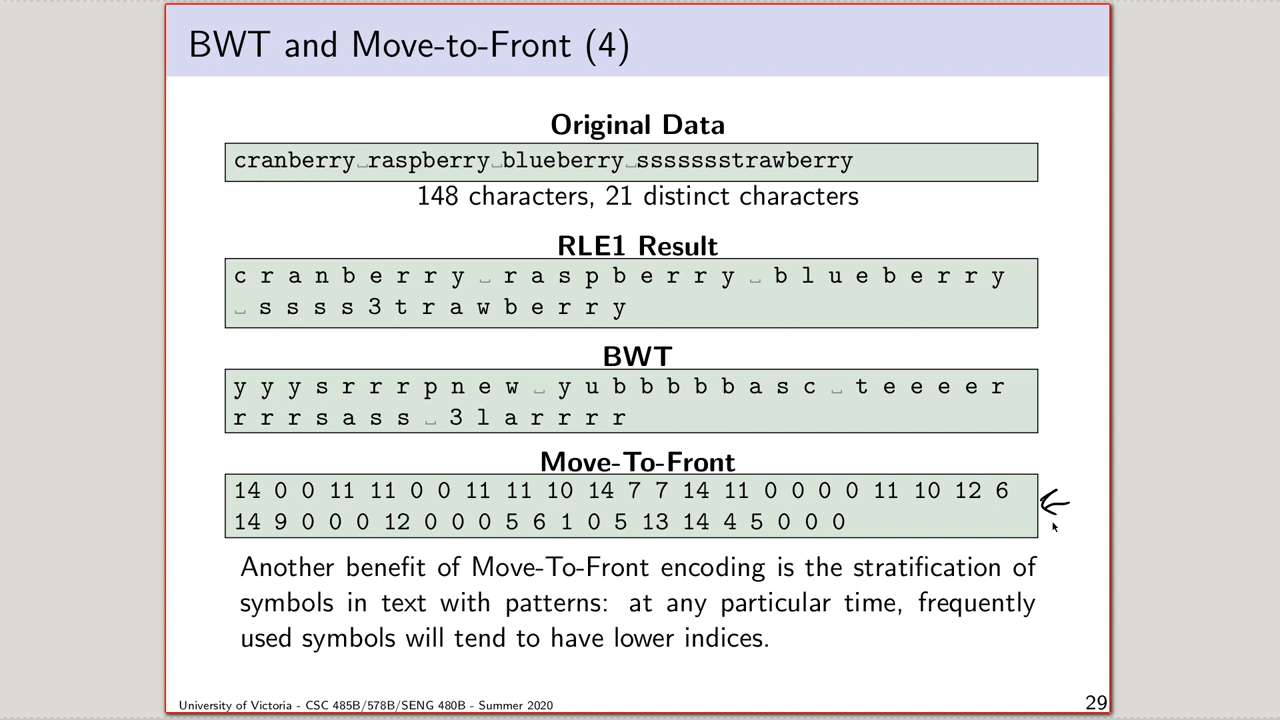 BWT and Move-to-Front (4)
Original Data
cranberry␣raspberry␣blueberry␣ssssssstrawberry
148 characters, 21 distinct characters
RLE1 Result
c r a n b e r r y ␣ r a s p b e r r y ␣ b l u e b e r r y
␣ s s s s 3 t r a w b e r r y
BWT
y y y s r r r p n e w ␣ y u b b b b b a s c ␣ t e e e e r
r r r s a s s ␣ 3 l a r r r r
Move-To-Front
14 0 0 11 11 0 0 11 11 10 14 7 7 14 11 0 0 0 0 11 10 12 6
14 9 0 0 0 12 0 0 0 5 6 1 0 5 13 14 4 5 0 0 0
Another benefit of Move-To-Front encoding is the stratification of
symbols in text with patterns: at any particular time, frequently
used symbols will tend to have lower indices.
University of Victoria - CSC 485B/578B/SENG 480B - Summer 2020
29